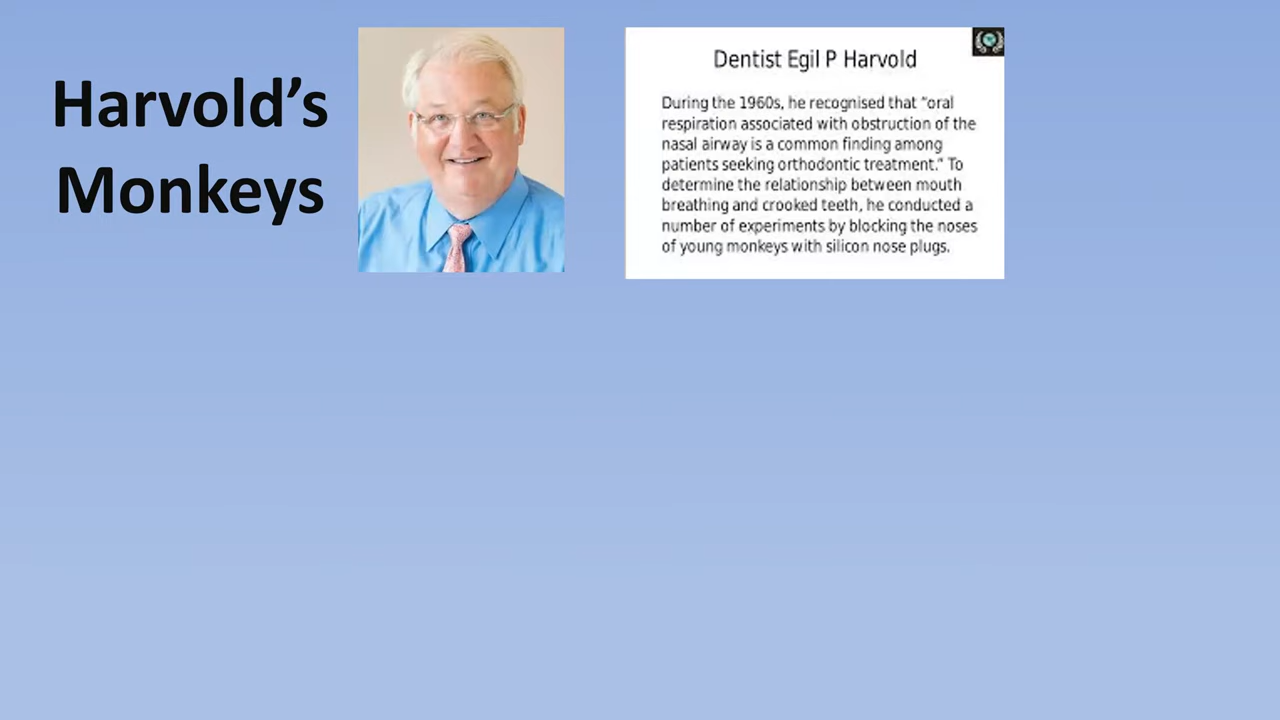 Harvold’s
Monkeys
Dentist Egil P Harvold
During the 1960s, he recognised that “oral
respiration associated with obstruction of the
nasal airway is a common finding among
patients seeking orthodontic treatment.” To
determine the relationship between mouth
breathing and crooked teeth, he conducted a
number of experiments by blocking the noses
of young monkeys with silicon nose plugs.